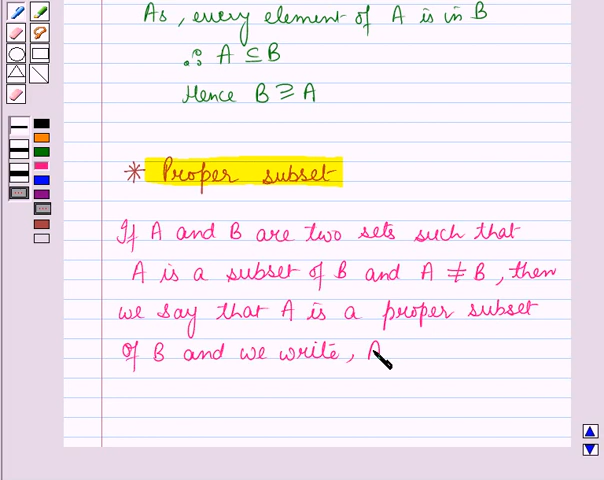 As, every element of A is in B
∴ A ⊆ B
Hence B ⊇ A
* Proper subset
If A and B are two sets such that
A is a subset of B and A ≠ B, then
we say that A is a proper subset
of B and we write, A